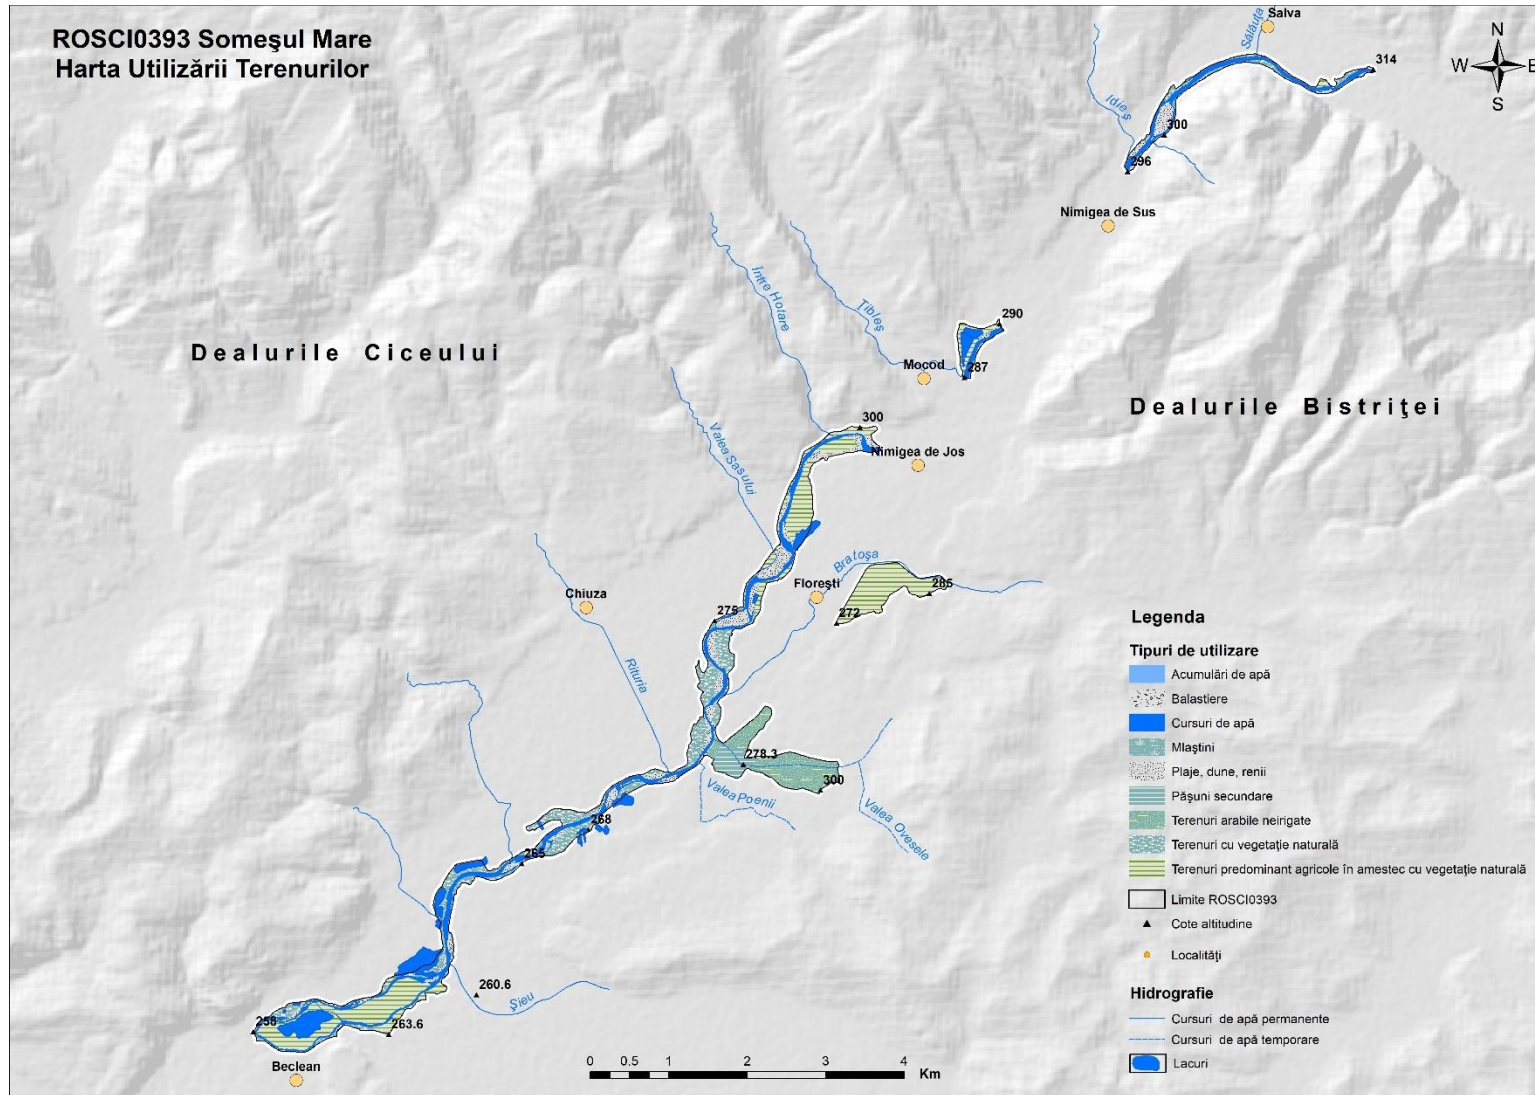 ROSCI0393 Someşul Mare
Harta Utilizării Terenurilor
Salva
Sălăuţa
N
W
E
S
314
Idieş
300
296
Nimigea de Sus
Între Hotare
Ţibleş
290
Dealurile Ciceului
Mocod
287
Dealurile Bistriţei
300
Valea Sasului
Nimigea de Jos
Bratoşa
Chiuza
Floreşti
285
275
272
Rituria
278.3
300
Valea Poenii
Valea Ovesele
268
265
260.6
Şieu
258
263.6
Beclean
0 0.5 1 2 3 4
Km
Legenda
Tipuri de utilizare
Acumulări de apă
Balastiere
Cursuri de apă
Mlaştini
Plaje, dune, renii
Păşuni secundare
Terenuri arabile neirigate
Terenuri cu vegetaţie naturală
Terenuri predominant agricole în amestec cu vegetaţie naturală
Limite ROSCI0393
Cote altitudine
Localităţi
Hidrografie
Cursuri de apă permanente
Cursuri de apă temporare
Lacuri